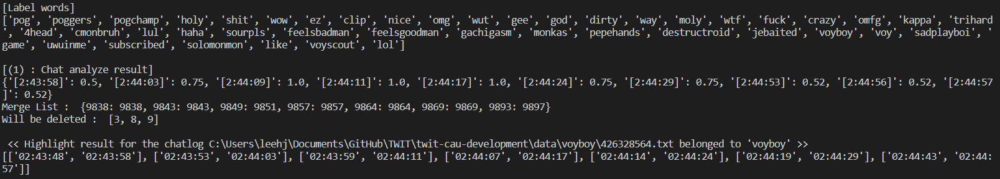 [Label words]
['pog', 'poggers', 'pogchamp', 'holy', 'shit', 'wow', 'ez', 'clip', 'nice', 'omg', 'wut', 'gee', 'god', 'dirty', 'way', 'moly', 'wtf', 'fuck', 'crazy', 'omfg', 'kappa', 'trihard
', '4head', 'cmonbruh', 'lul', 'haha', 'sourpls', 'feelsbadman', 'feelsgoodman', 'gachigasm', 'monkas', 'pepehands', 'destructroid', 'jebaited', 'voyboy', 'voy', 'sadplayboi', '
game', 'uwuinme', 'subscribed', 'solomonmon', 'like', 'voyscout', 'lol']
[(1) : Chat analyze result]
{'[2:43:58]': 0.5, '[2:44:03]': 0.75, '[2:44:09]': 1.0, '[2:44:11]': 1.0, '[2:44:17]': 1.0, '[2:44:24]': 0.75, '[2:44:29]': 0.75, '[2:44:53]': 0.52, '[2:44:56]': 0.52, '[2:44:57
]': 0.52}
Merge List :  {9838: 9838, 9843: 9843, 9849: 9851, 9857: 9857, 9864: 9864, 9869: 9869, 9893: 9897}
Will be deleted :  [3, 8, 9]
<< Highlight result for the chatlog C:\Users\leehj\Documents\GitHub\TWIT\twit-cau-development\data\voyboy\426328564.txt belonged to 'voyboy' >>
[['02:43:48', '02:43:58'], ['02:43:53', '02:44:03'], ['02:43:59', '02:44:11'], ['02:44:07', '02:44:17'], ['02:44:14', '02:44:24'], ['02:44:19', '02:44:29'], ['02:44:43', '02:44:
57']]